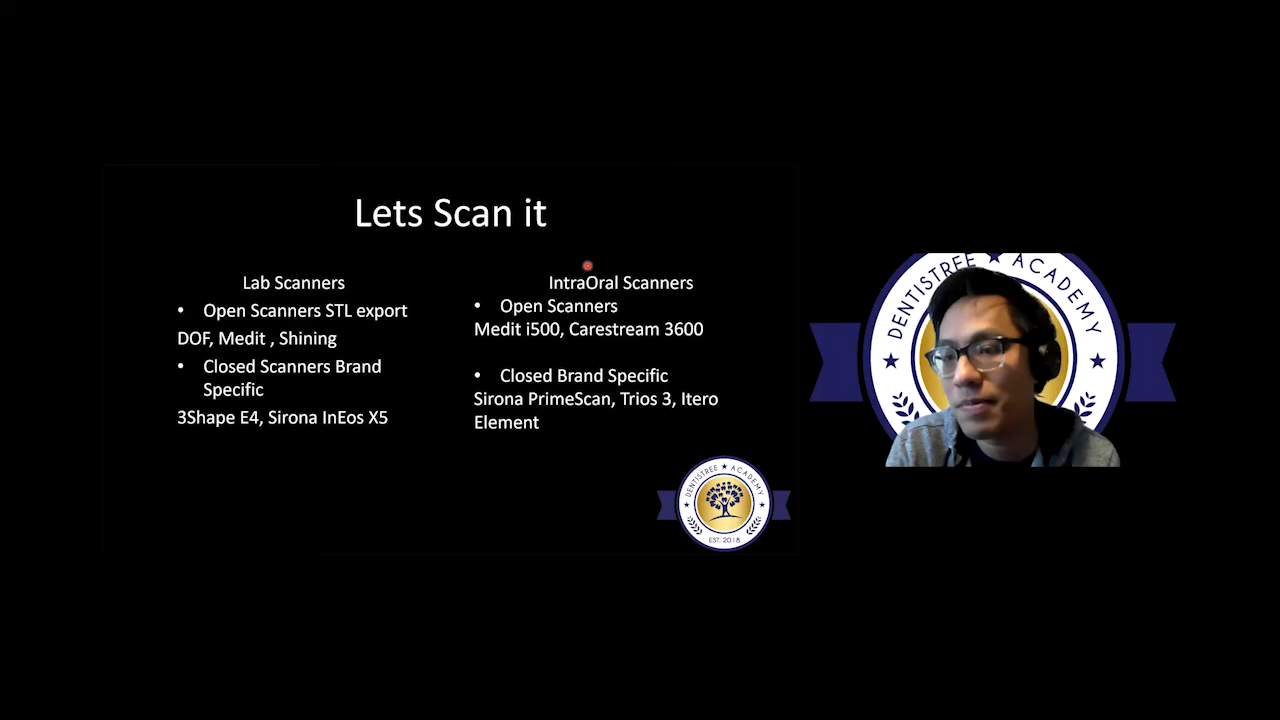 Lets Scan it
Lab Scanners
• Open Scanners STL export
DOF, Medit , Shining
• Closed Scanners Brand
Specific
3Shape E4, Sirona InEos X5
IntraOral Scanners
• Open Scanners
Medit i500, Carestream 3600
• Closed Brand Specific
Sirona PrimeScan, Trios 3, Itero
Element
DENTISTREE ★ ACADEMY
EST. 2018
DENTISTREE ★ ACADEMY